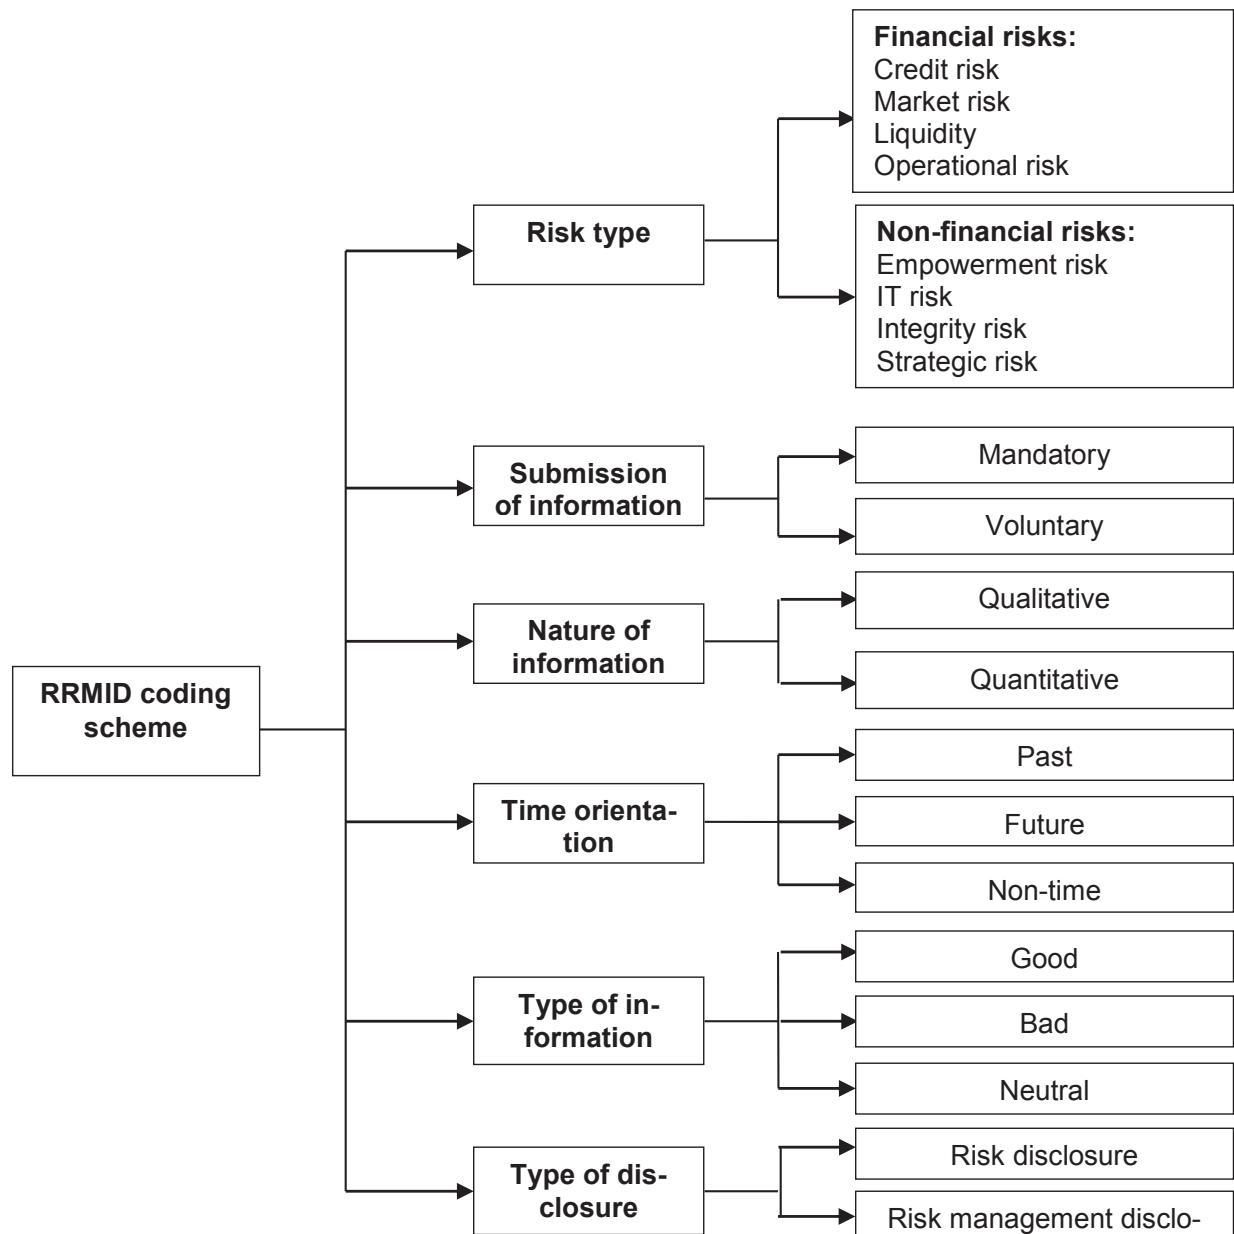 RRMID coding
scheme
Risk type
Financial risks:
Credit risk
Market risk
Liquidity
Operational risk
Non-financial risks:
Empowerment risk
IT risk
Integrity risk
Strategic risk
Submission
of information
Mandatory
Voluntary
Nature of
information
Qualitative
Quantitative
Time orienta-
tion
Past
Future
Non-time
Type of in-
formation
Good
Bad
Neutral
Type of dis-
closure
Risk disclosure
Risk management disclo-